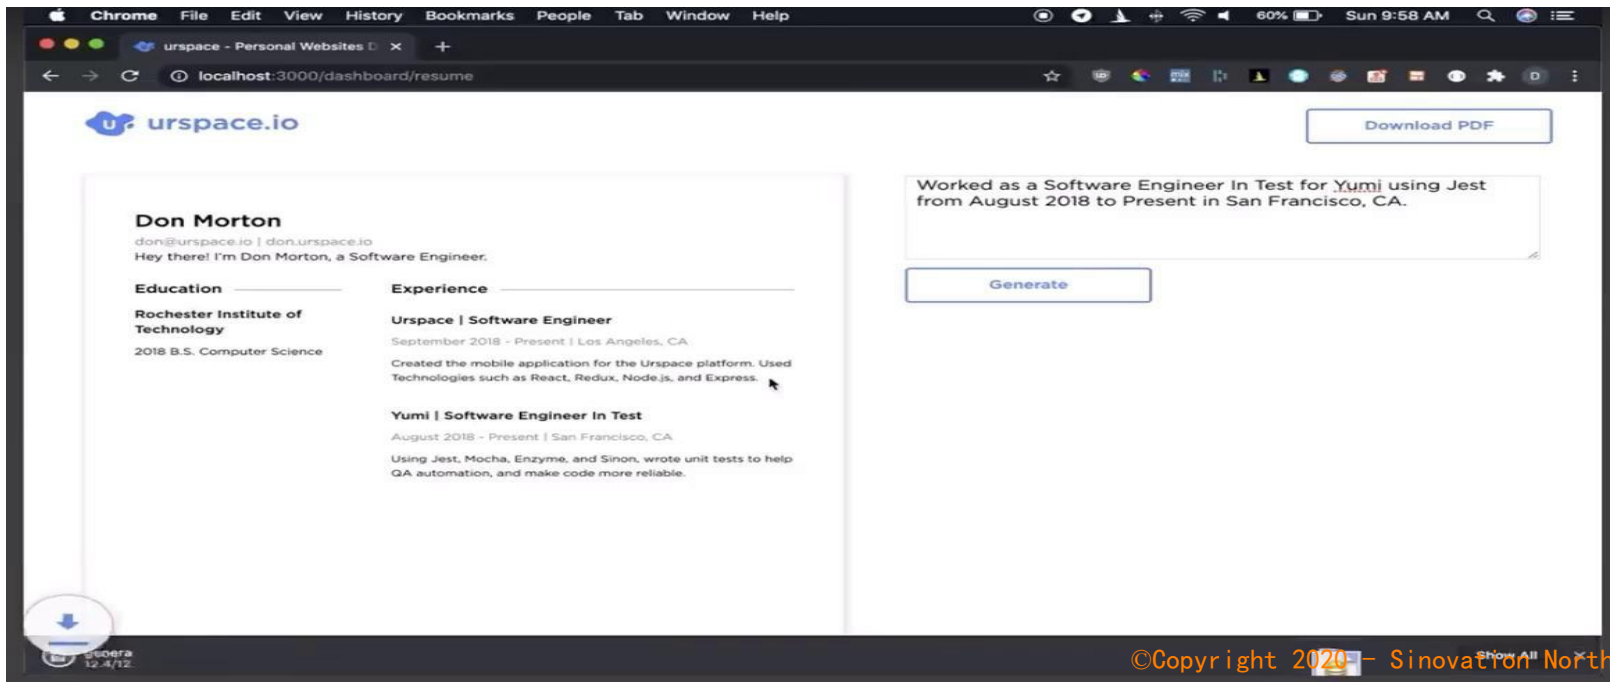 Chrome File Edit View History Bookmarks People Tab Window Help 60% Sun 9:58 AM
urspace - Personal Websites D
localhost:3000/dashboard/resume
urspace.io
Download PDF
Worked as a Software Engineer In Test for Yumi using Jest
from August 2018 to Present in San Francisco, CA.
Generate
Don Morton
don@urspace.io | don.urspace.io
Hey there! I'm Don Morton, a Software Engineer.
Education
Rochester Institute of
Technology
2018 B.S. Computer Science
Experience
Urspace | Software Engineer
September 2018 - Present | Los Angeles, CA
Created the mobile application for the Urspace platform. Used
Technologies such as React, Redux, Node.js, and Express.
Yumi | Software Engineer In Test
August 2018 - Present | San Francisco, CA
Using Jest, Mocha, Enzyme, and Sinon, wrote unit tests to help
QA automation, and make code more reliable.
genera
12.4/12
Show All
©Copyright 2020 - Sinovation North